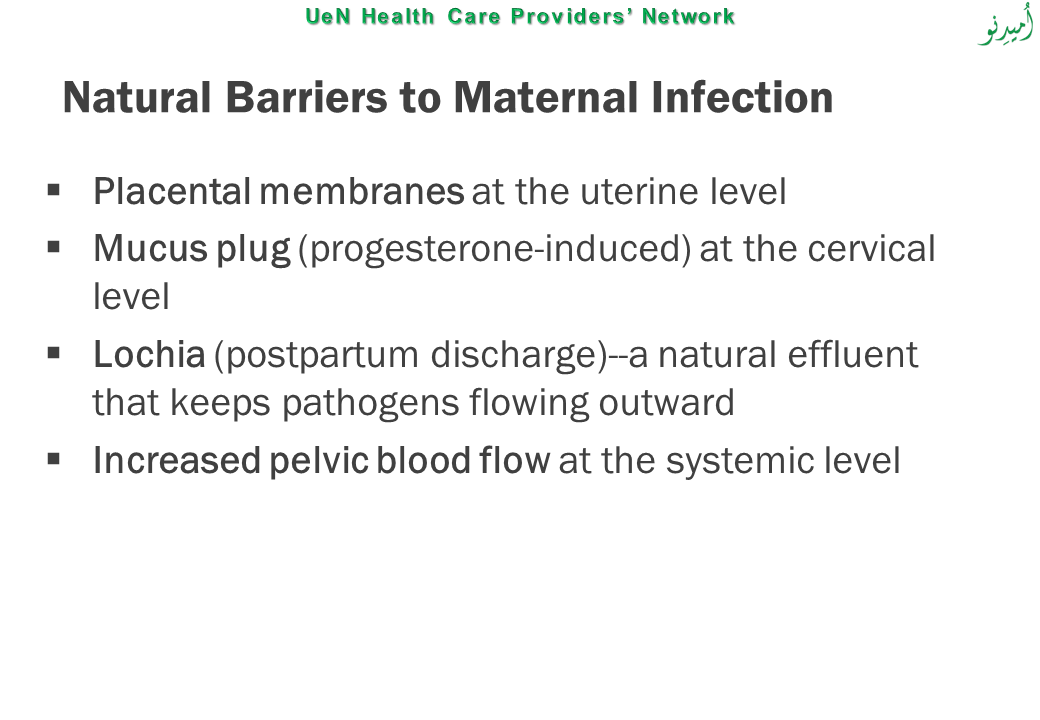 UeN Health Care Providers’ Network
اُمیدِنو
Natural Barriers to Maternal Infection
▪ Placental membranes at the uterine level
▪ Mucus plug (progesterone-induced) at the cervical
level
▪ Lochia (postpartum discharge)--a natural effluent
that keeps pathogens flowing outward
▪ Increased pelvic blood flow at the systemic level